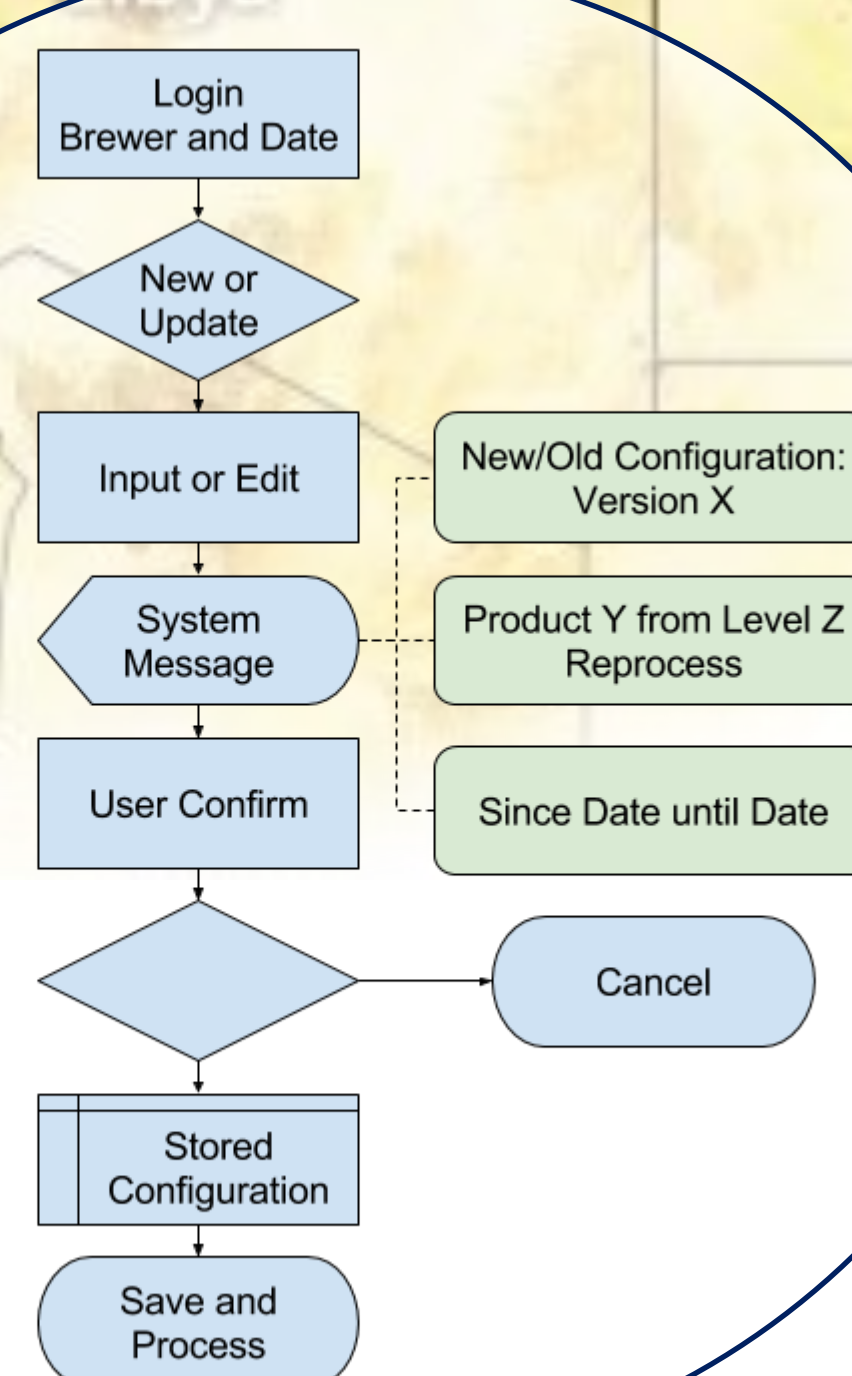 Login
Brewer and Date
New or
Update
Input or Edit
New/Old Configuration:
Version X
System
Message
Product Y from Level Z
Reprocess
User Confirm
Since Date until Date
Cancel
Stored
Configuration
Save and
Process